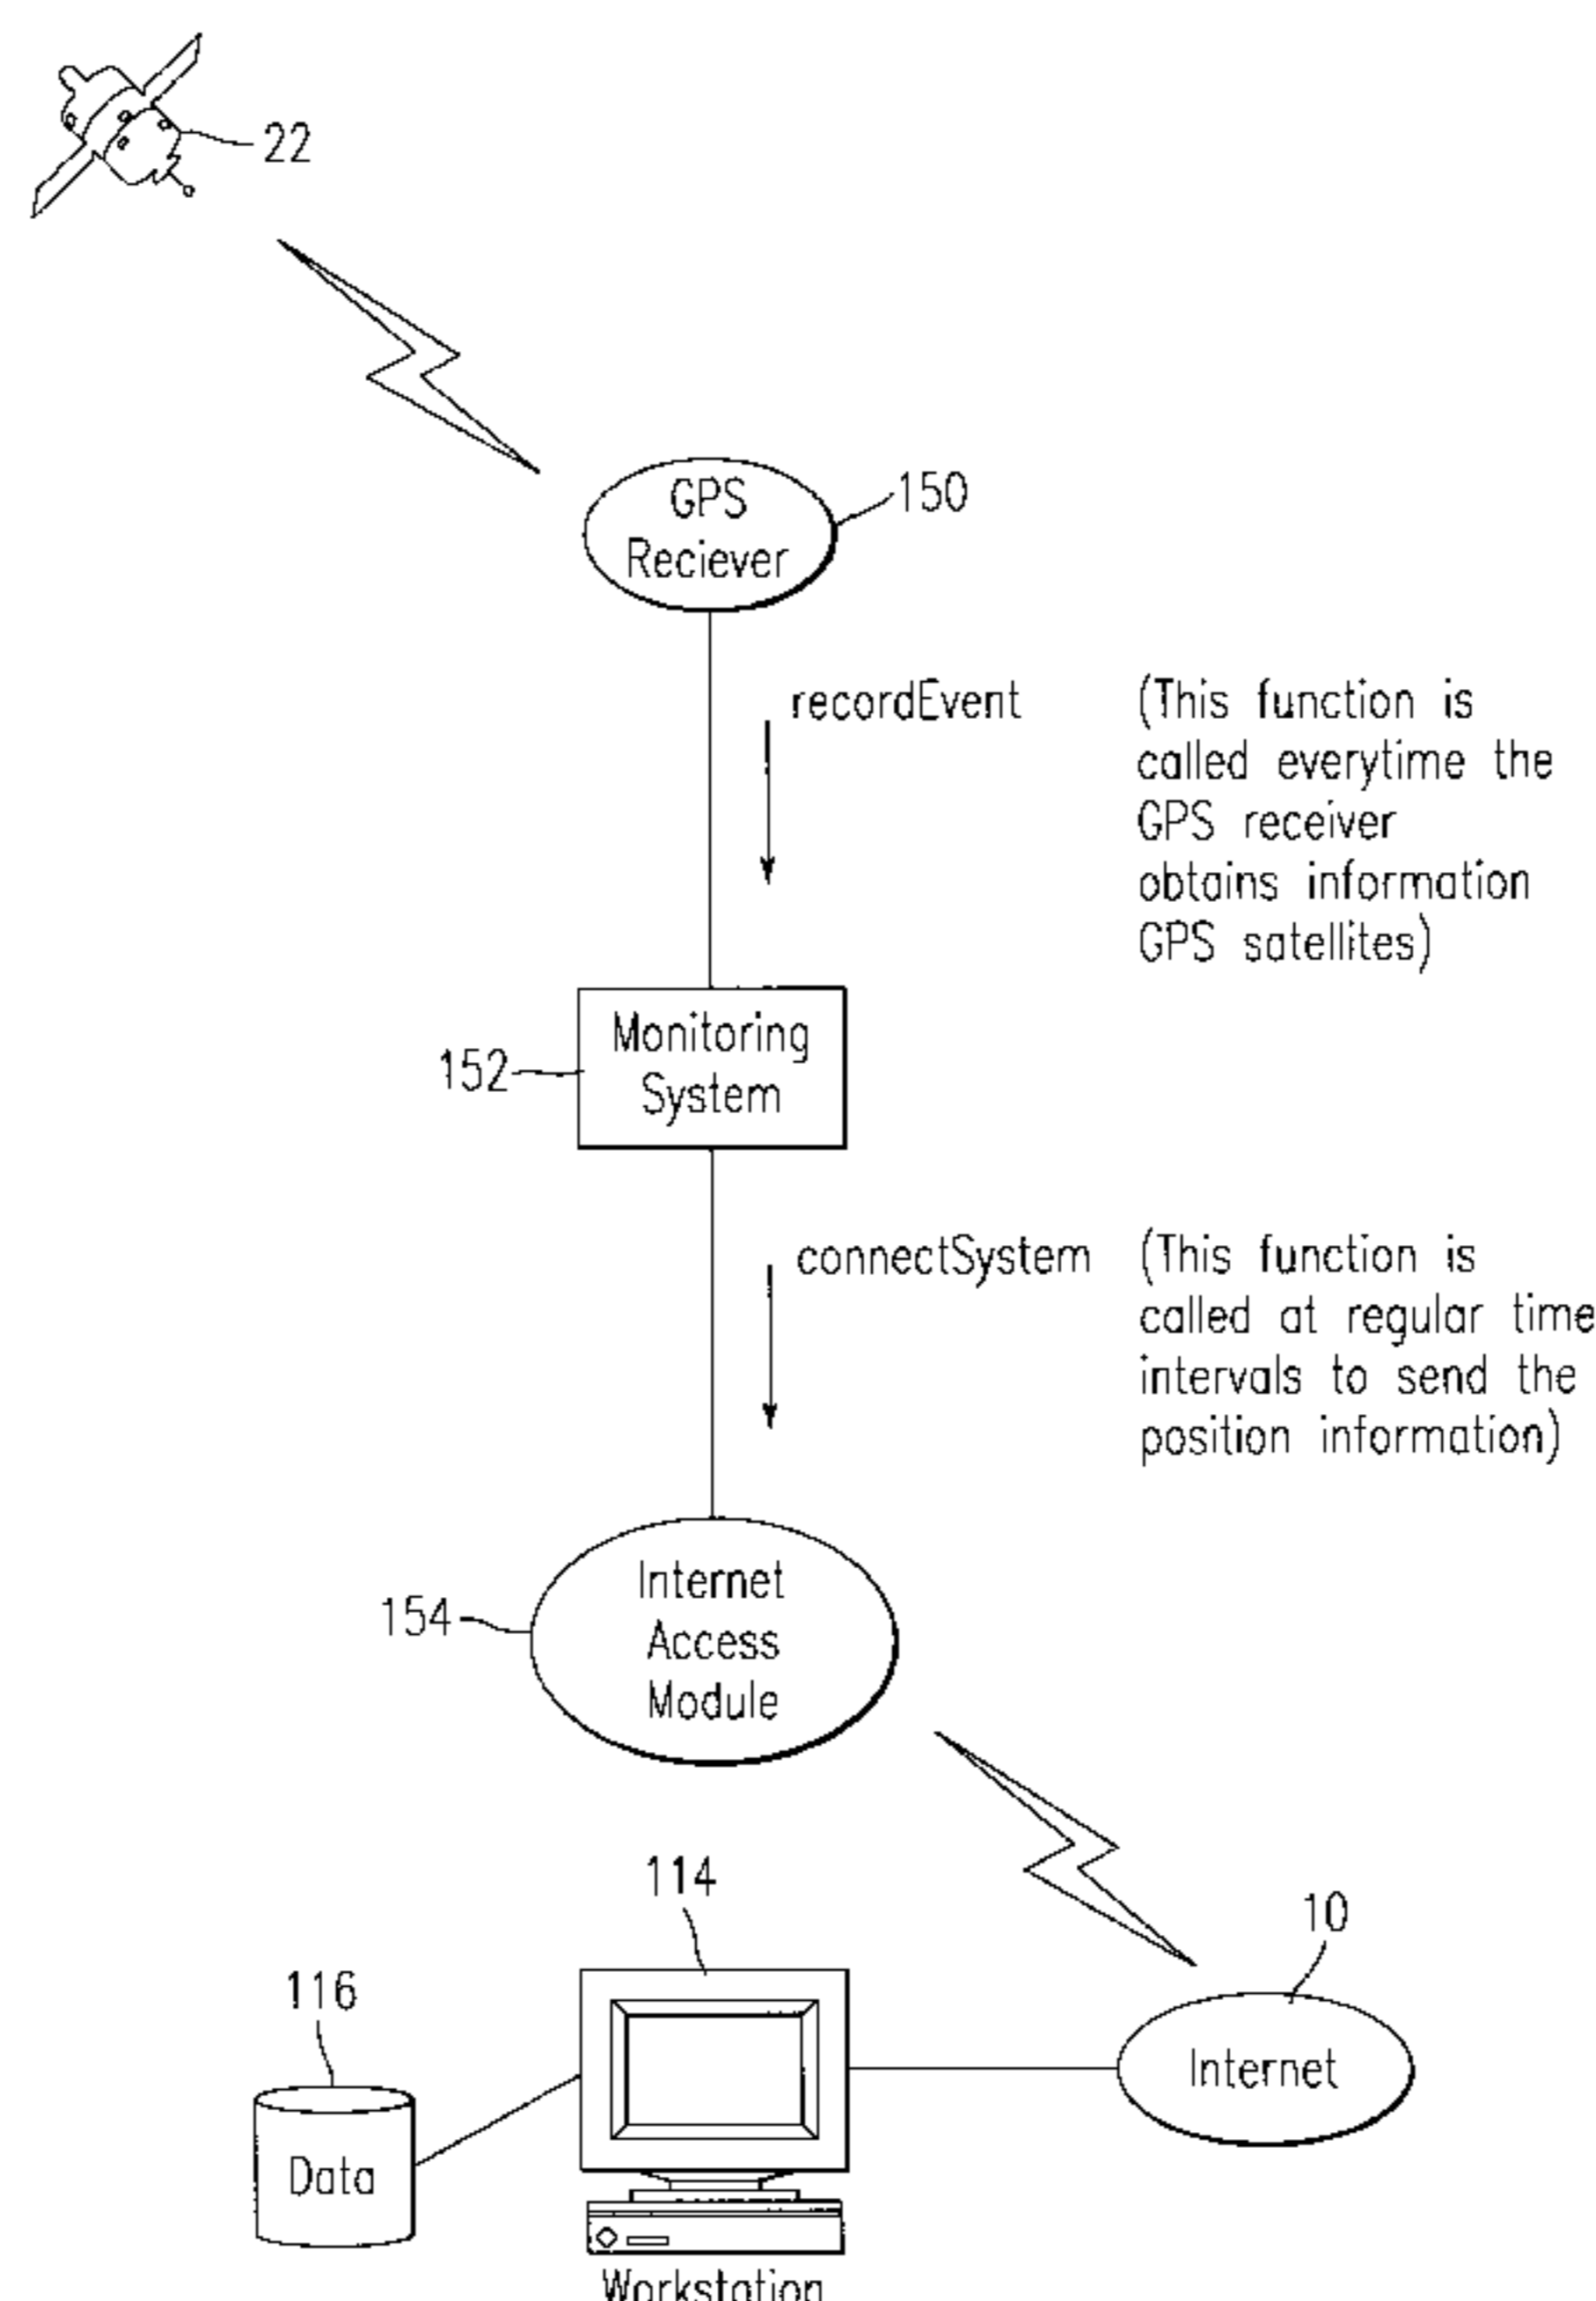 22
GPS
Reciever
150
recordEvent
(This function is
called everytime the
GPS receiver
obtains information
GPS satellites)
152
Monitoring
System
connectSystem
(This function is
called at regular time
intervals to send the
position information)
154
Internet
Access
Module
114
10
116
Internet
Data
Workstation